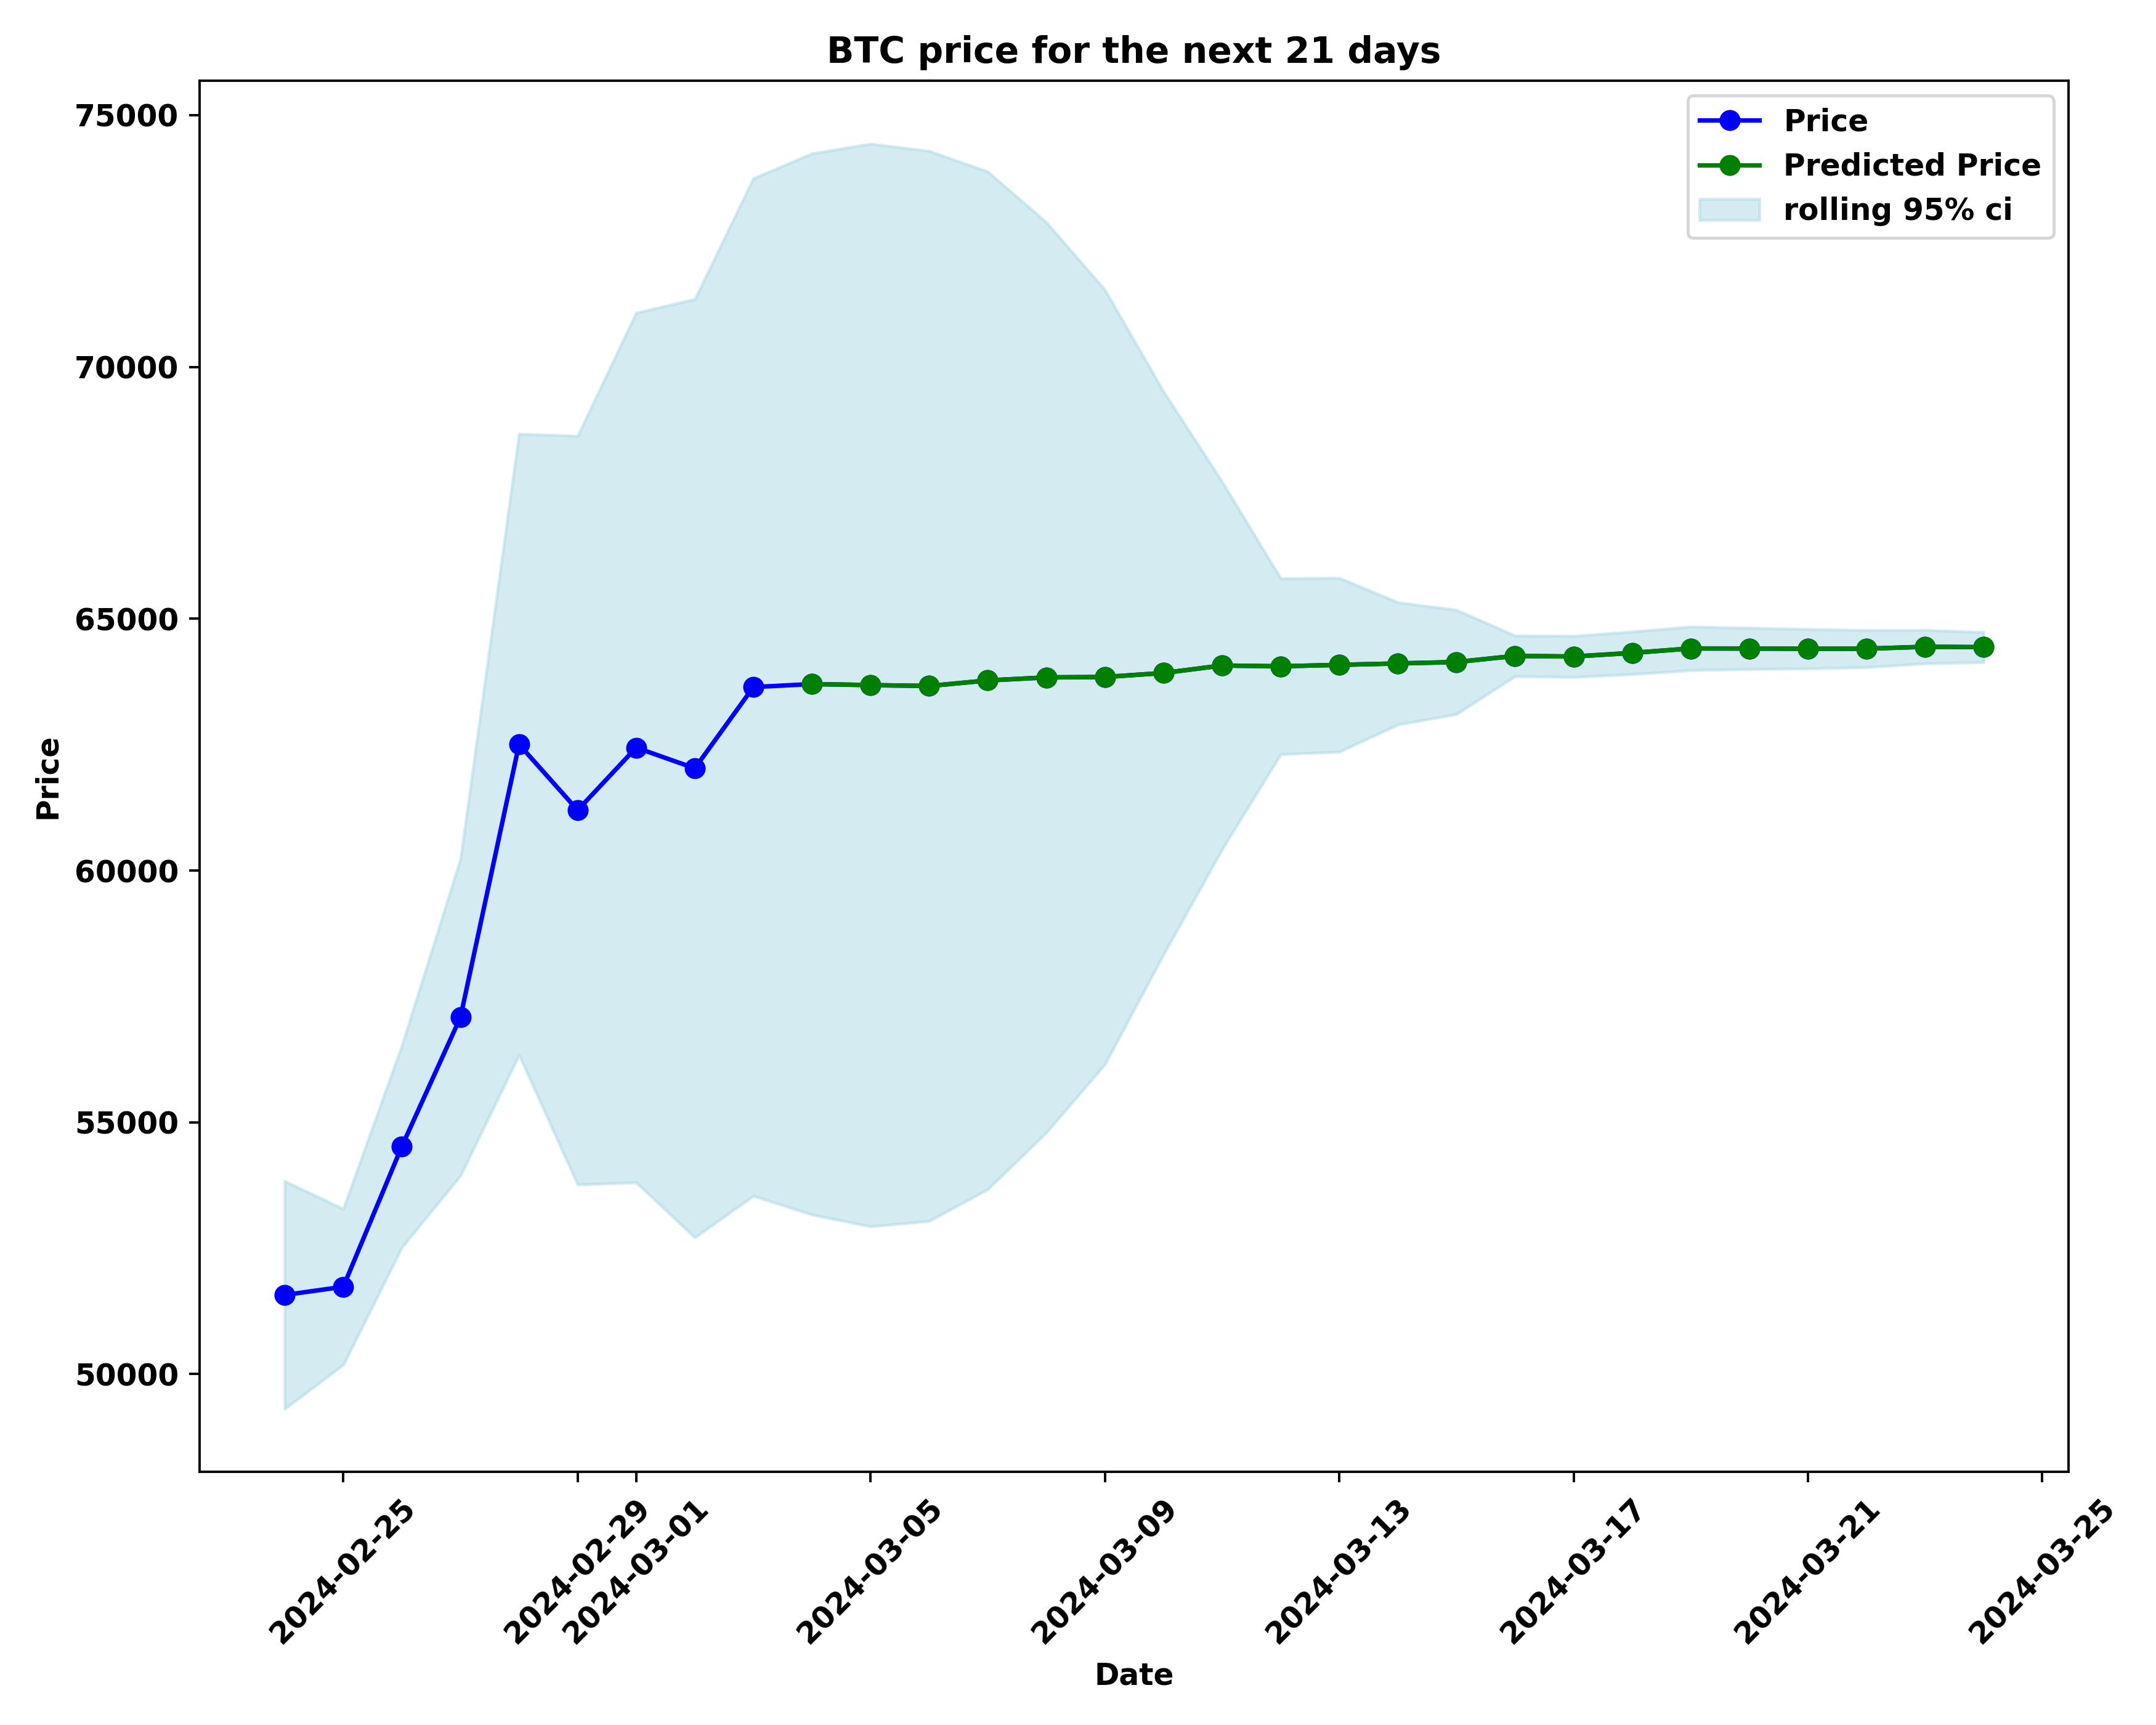 BTC price for the next 21 days
Price
Predicted Price
rolling 95% ci
75000
70000
65000
60000
55000
50000
Price
2024-02-25
2024-02-29
2024-03-01
2024-03-05
2024-03-09
2024-03-13
2024-03-17
2024-03-21
2024-03-25
Date